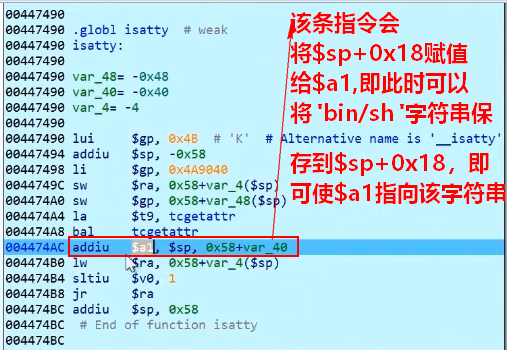 00447490
00447490 .globl isatty # weak
00447490 isatty:
00447490
00447490 var_48= -0x48
00447490 var_40= -0x40
00447490 var_4= -4
00447490
00447490 lui $gp, 0x4B # 'K' # Alternative name is '__isatty'
00447494 addiu $sp, -0x58
00447498 li $gp, 0x4A9040
0044749C sw $ra, 0x58+var_4($sp)
004474A0 sw $gp, 0x58+var_48($sp)
004474A4 la $t9, tcgetattr
004474A8 bal tcgetattr
004474AC addiu $a1, $sp, 0x58+var_40
004474B0 lw $ra, 0x58+var_4($sp)
004474B4 sltiu $v0, 1
004474B8 jr $ra
004474BC addiu $sp, 0x58
004474BC # End of function isatty
004474BC
该条指令会
将$sp+0x18赋值
给$a1,即此时可以
将'bin/sh'字符串保
存到$sp+0x18，即
可使$a1指向该字符串